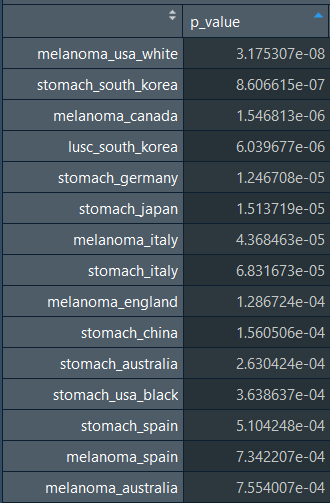 p_value
melanoma_usa_white 3.175307e-08
stomach_south_korea 8.606615e-07
melanoma_canada 1.546813e-06
lusc_south_korea 6.039677e-06
stomach_germany 1.246708e-05
stomach_japan 1.513719e-05
melanoma_italy 4.368463e-05
stomach_italy 6.831673e-05
melanoma_england 1.286724e-04
stomach_china 1.560506e-04
stomach_australia 2.630424e-04
stomach_usa_black 3.638637e-04
stomach_spain 5.104248e-04
melanoma_spain 7.342207e-04
melanoma_australia 7.554007e-04